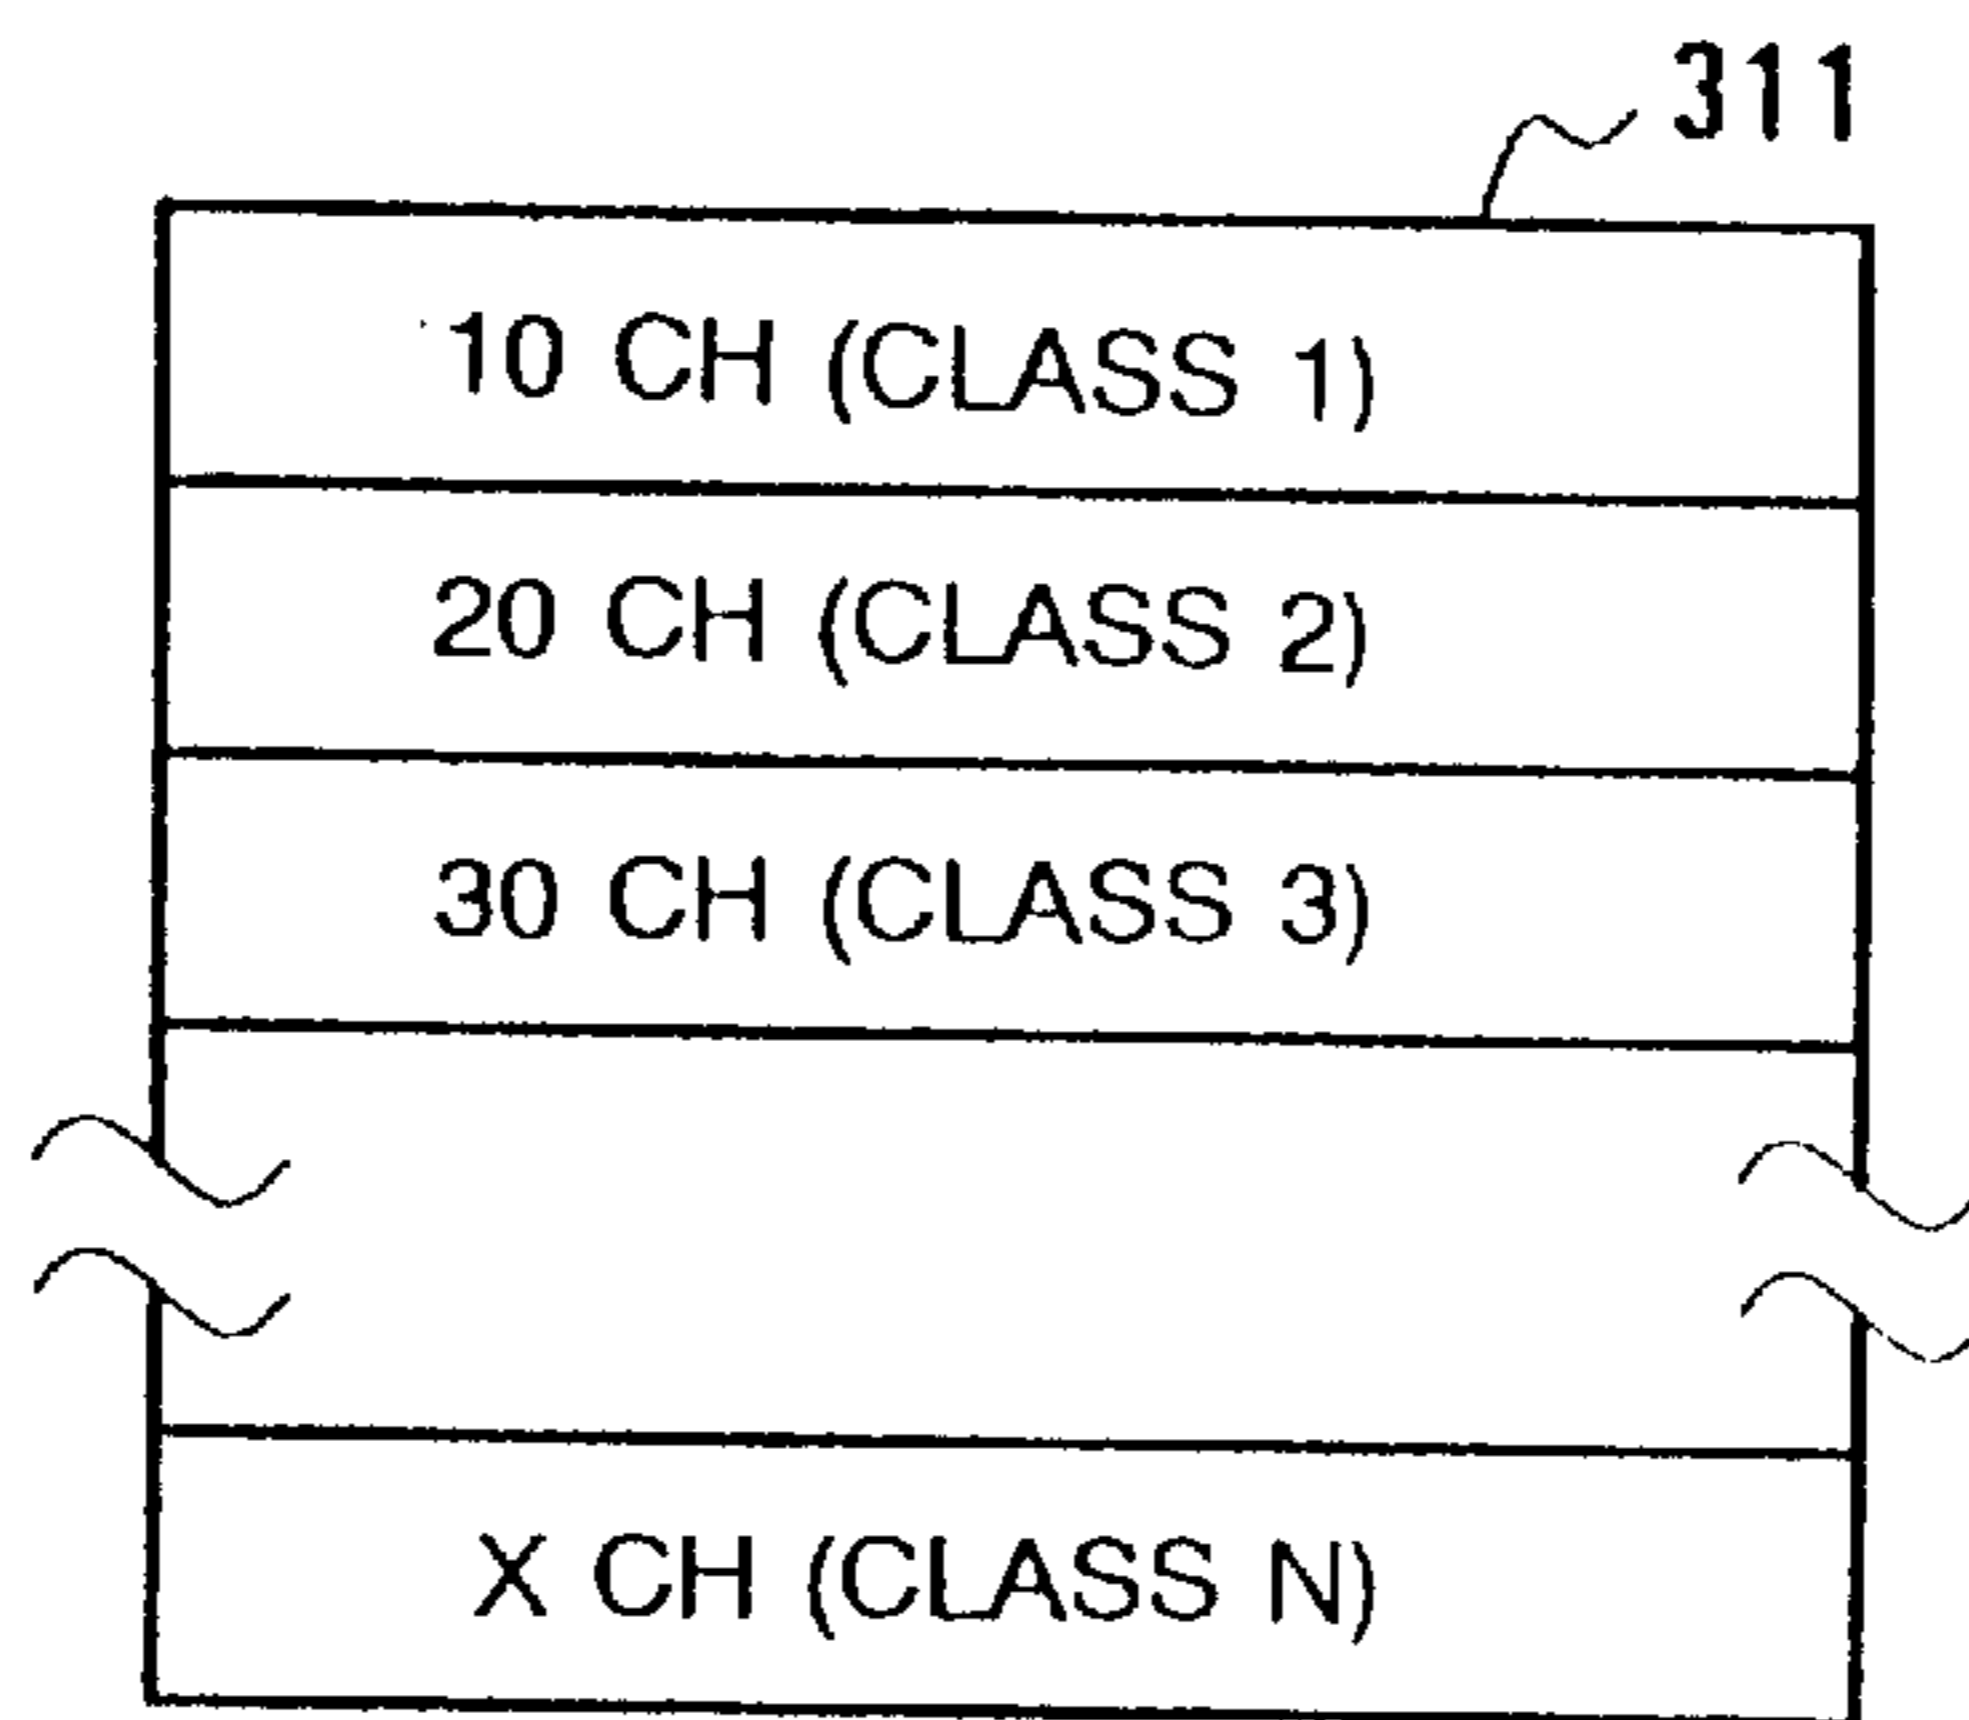 311
10 CH (CLASS 1)
20 CH (CLASS 2)
30 CH (CLASS 3)
X CH (CLASS N)